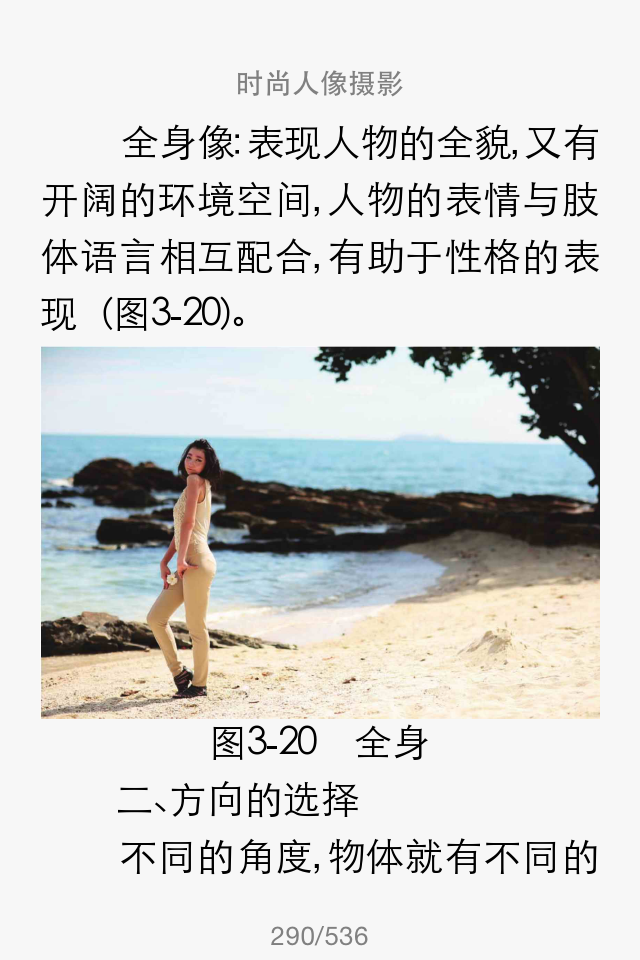 时尚人像摄影
全身像:表现人物的全貌,又有
开阔的环境空间,人物的表情与肢
体语言相互配合,有助于性格的表
现（图3-20)。
图3-20 全身
二、方向的选择
不同的角度,物体就有不同的
290/536